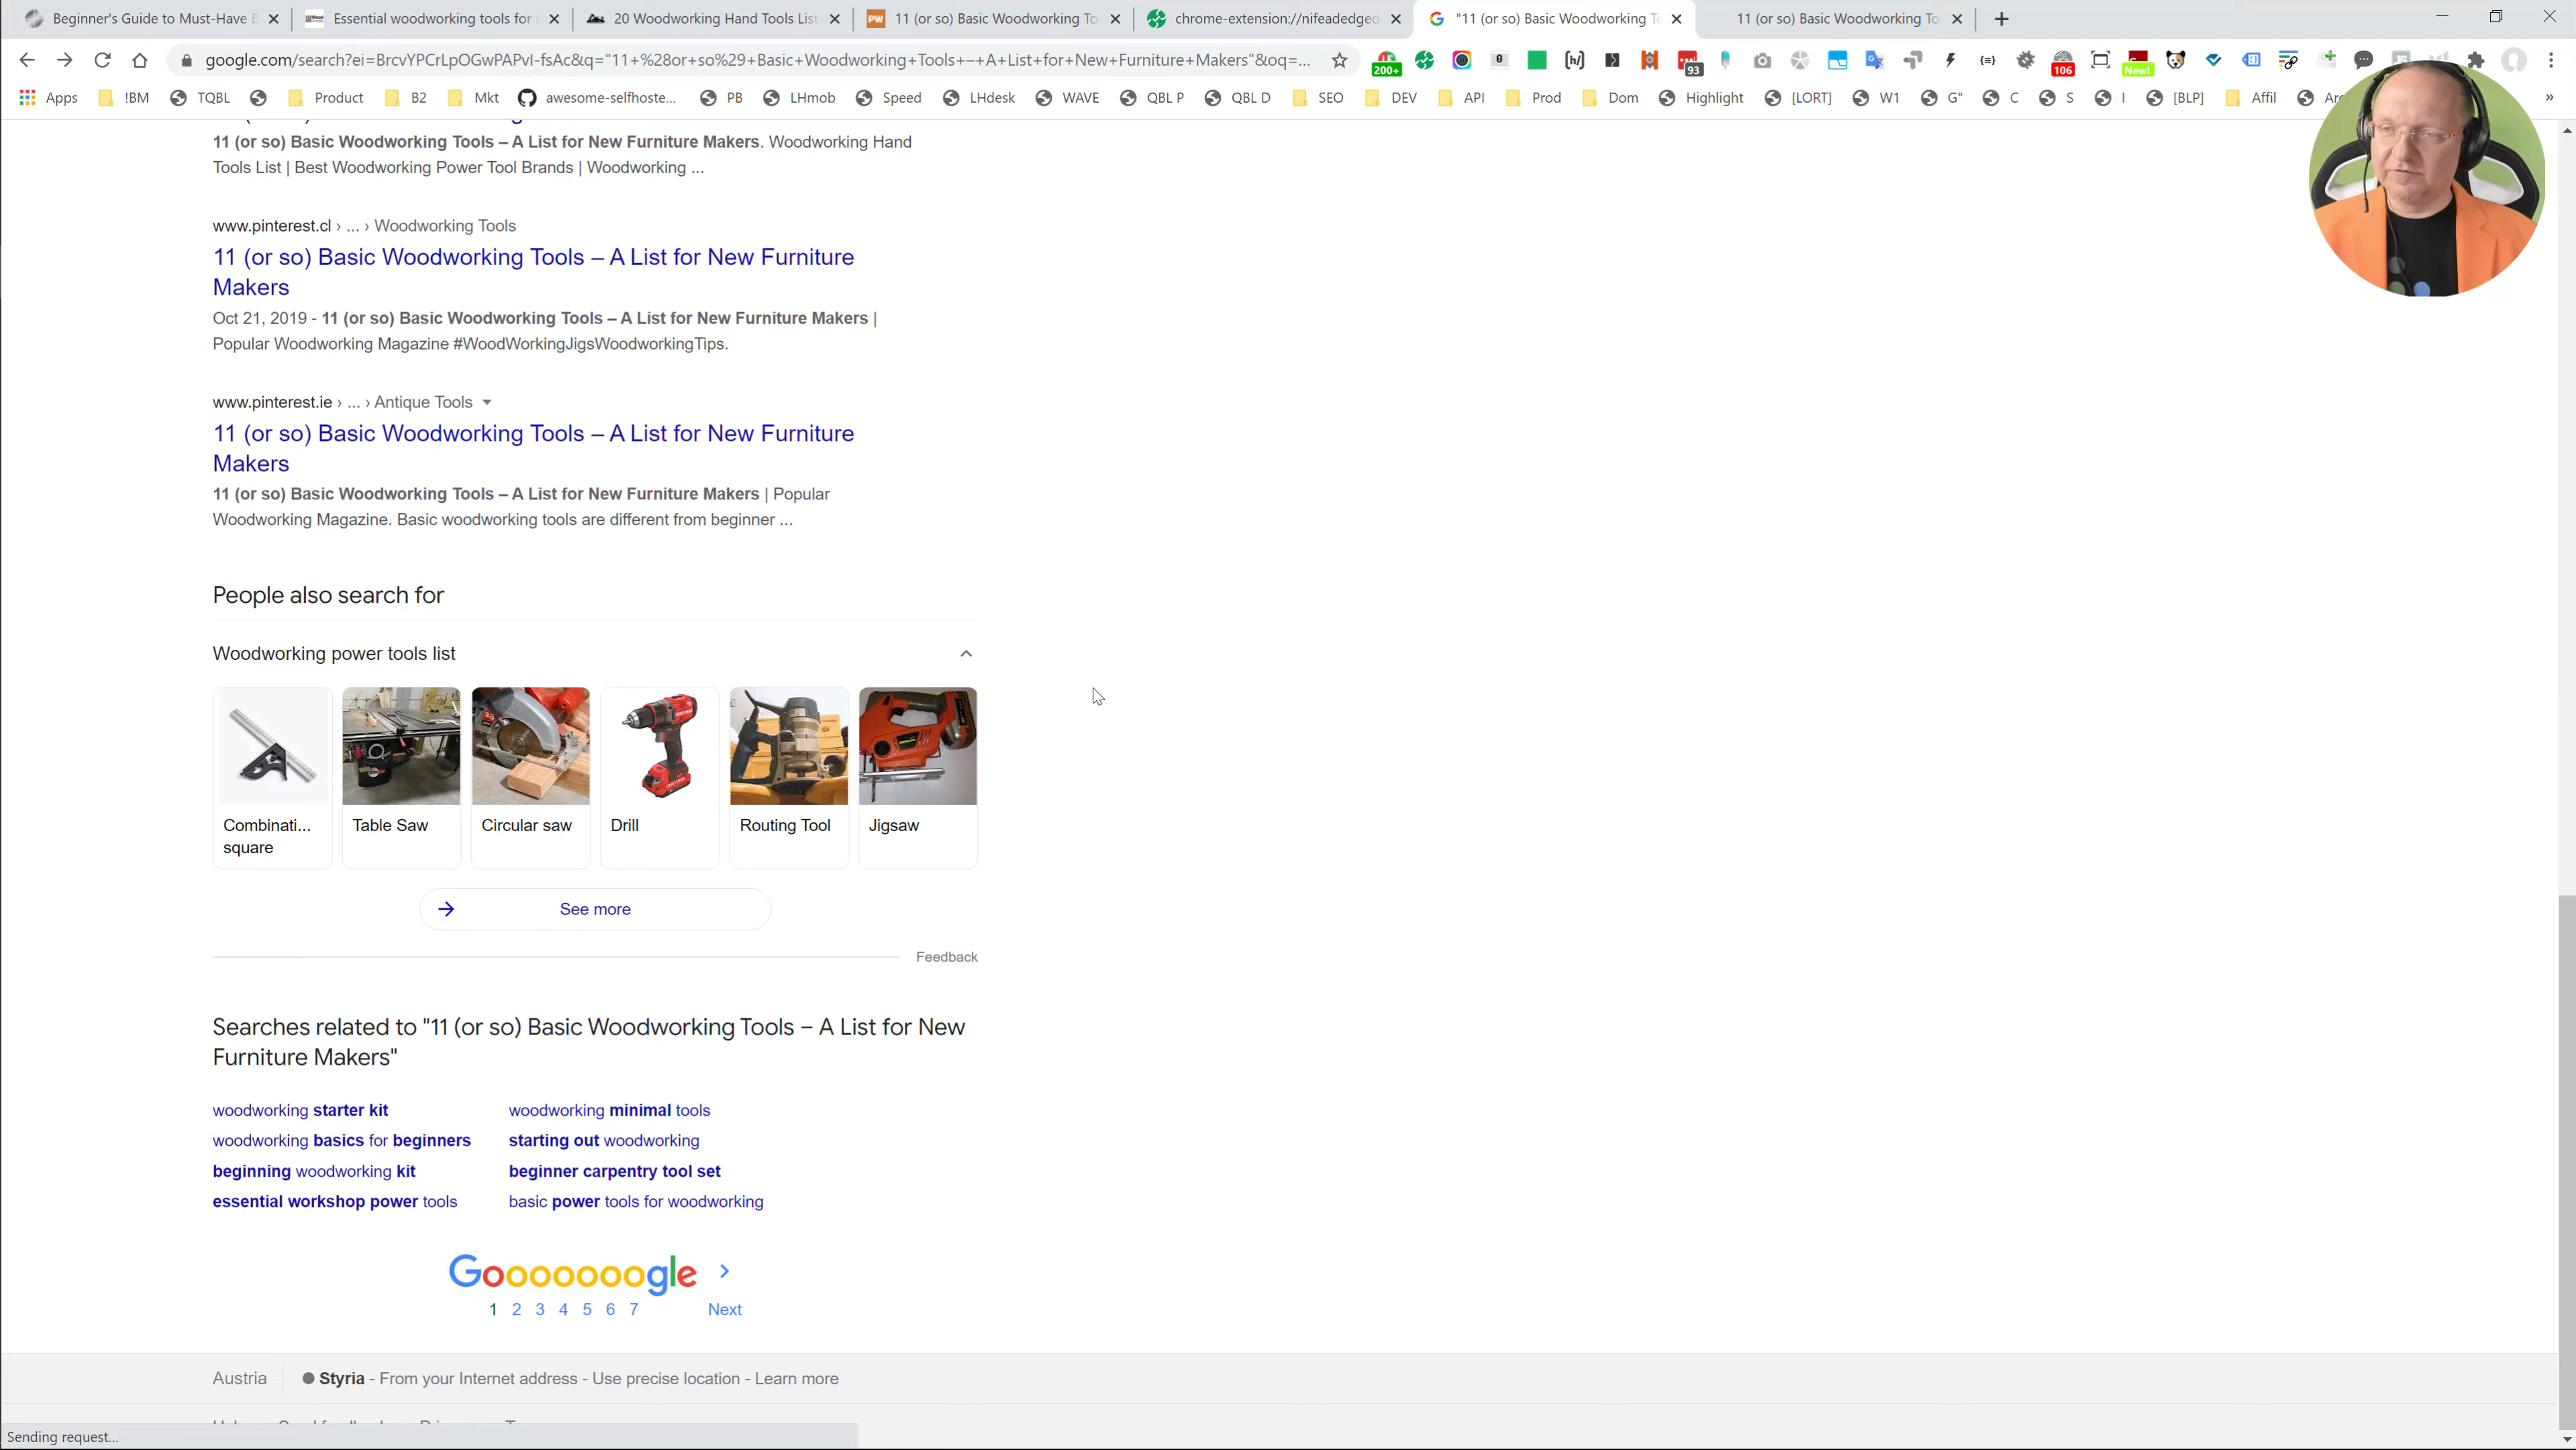 Beginner's Guide to Must-Have B
Essential woodworking tools for
20 Woodworking Hand Tools List
11 (or so) Basic Woodworking To
chrome-extension://nifeadedged
"11 (or so) Basic Woodworking To
11 (or so) Basic Woodworking To
google.com/search?ei=BrcvYPCrLpOGwPAPvI-fsAc&q="11+%28or+so%29+Basic+Woodworking+Tools+–+A+List+for+New+Furniture+Makers"&oq=...
200+
93
106
New!
Apps !BM TQBL Product B2 Mkt awesome-selfhoste... PB LHmob Speed LHdesk WAVE QBL P QBL D SEO DEV API Prod Dom Highlight [LORT] W1 G" C S I [BLP] Affil
11 (or so) Basic Woodworking Tools – A List for New Furniture Makers. Woodworking Hand
Tools List | Best Woodworking Power Tool Brands | Woodworking ...
www.pinterest.cl › ... › Woodworking Tools
11 (or so) Basic Woodworking Tools – A List for New Furniture
Makers
Oct 21, 2019 - 11 (or so) Basic Woodworking Tools – A List for New Furniture Makers |
Popular Woodworking Magazine #WoodWorkingJigsWoodworkingTips.
www.pinterest.ie › ... › Antique Tools
11 (or so) Basic Woodworking Tools – A List for New Furniture
Makers
11 (or so) Basic Woodworking Tools – A List for New Furniture Makers | Popular
Woodworking Magazine. Basic woodworking tools are different from beginner ...
People also search for
Woodworking power tools list
Combinati...
square
Table Saw
Circular saw
Drill
Routing Tool
Jigsaw
See more
Feedback
Searches related to "11 (or so) Basic Woodworking Tools – A List for New
Furniture Makers"
woodworking starter kit
woodworking basics for beginners
beginning woodworking kit
essential workshop power tools
woodworking minimal tools
starting out woodworking
beginner carpentry tool set
basic power tools for woodworking
Gooooooogle
1 2 3 4 5 6 7 Next
Austria
Styria - From your Internet address - Use precise location - Learn more
Sending request...